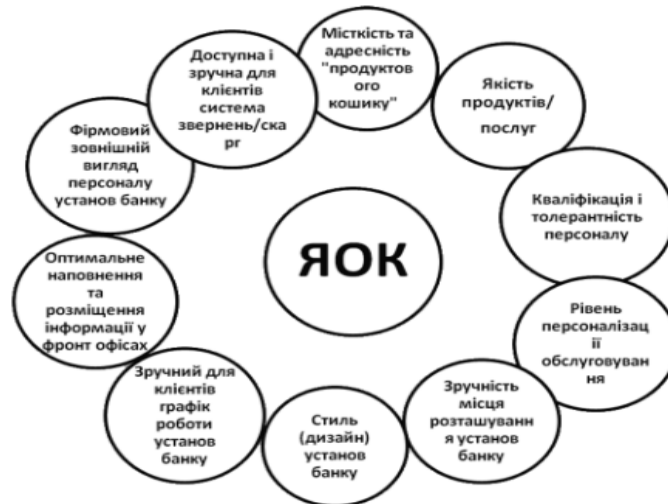 Місткість та
адресність
"продуктов
ого
кошику"
Якість
продуктів/
послуг
Кваліфікація і
толерантність
персоналу
Рівень
персоналізац
ії
обслуговуван
ня
Зручність
місця
розташуванн
я установ
банку
Стиль
(дизайн)
установ
банку
Зручний для
клієнтів
графік
роботи
установ
банку
Оптимальне
наповнення
та
розміщення
інформації у
фронт офісах
Фірмовий
зовнішній
вигляд
персоналу
установ банку
Доступна і
зручна для
клієнтів
система
звернень/ска
рг
ЯОК